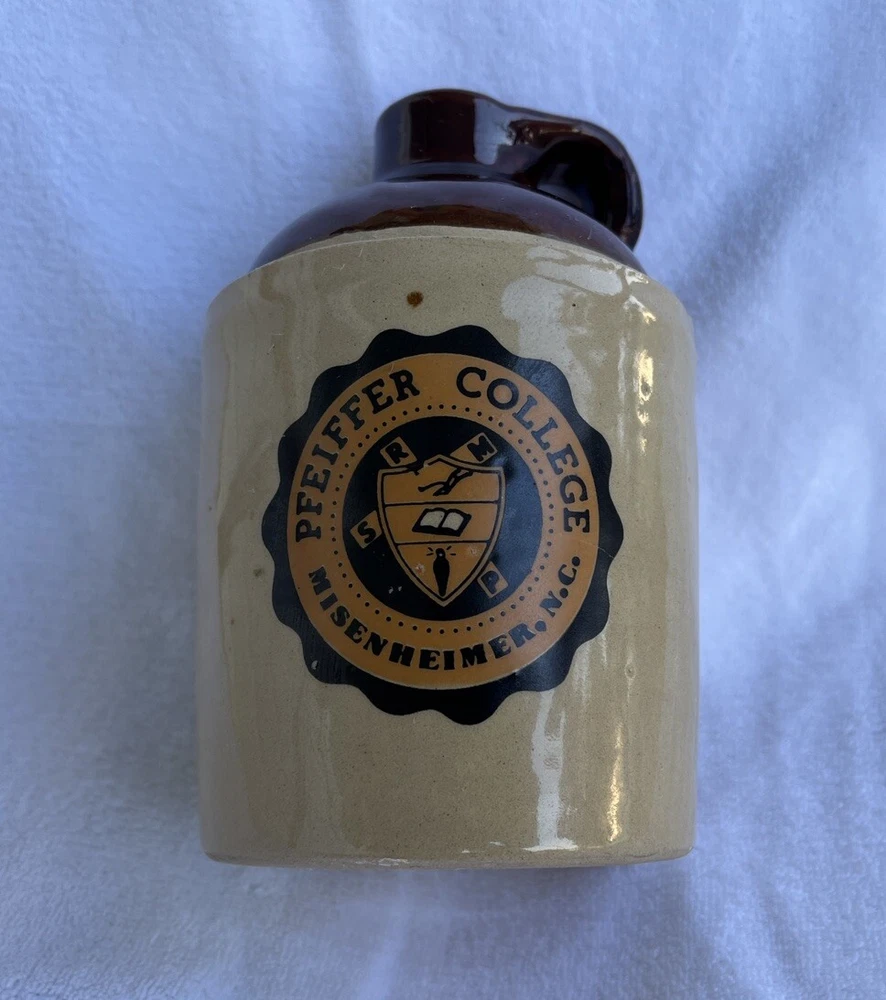 PFEIFFER COLLEGE
R M
S P
MISENHEIMER, N.C.